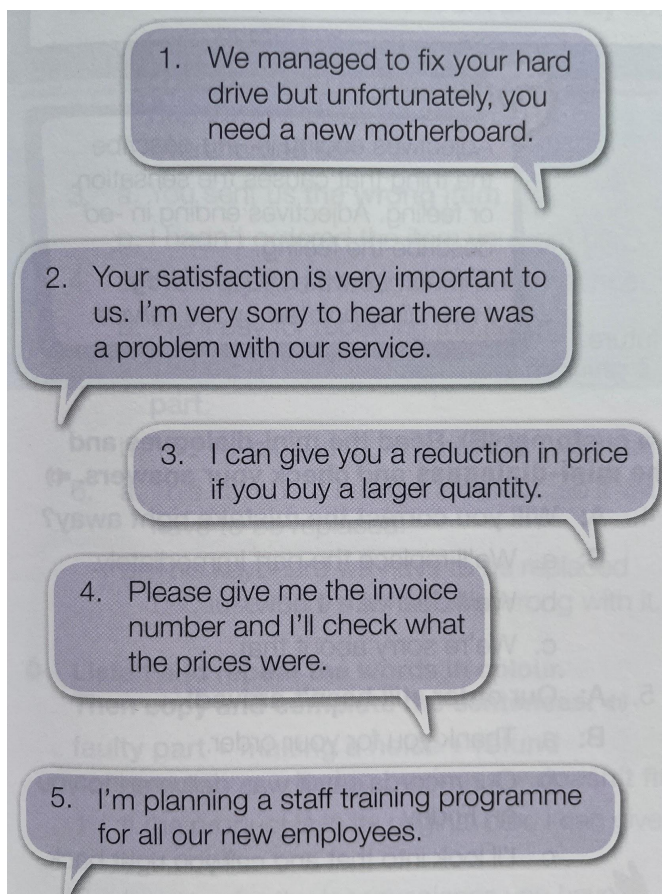 1. We managed to fix your hard
drive but unfortunately, you
need a new motherboard.
2. Your satisfaction is very important to
us. I'm very sorry to hear there was
a problem with our service.
3. I can give you a reduction in price
if you buy a larger quantity.
4. Please give me the invoice
number and I'll check what
the prices were.
5. I'm planning a staff training programme
for all our new employees.